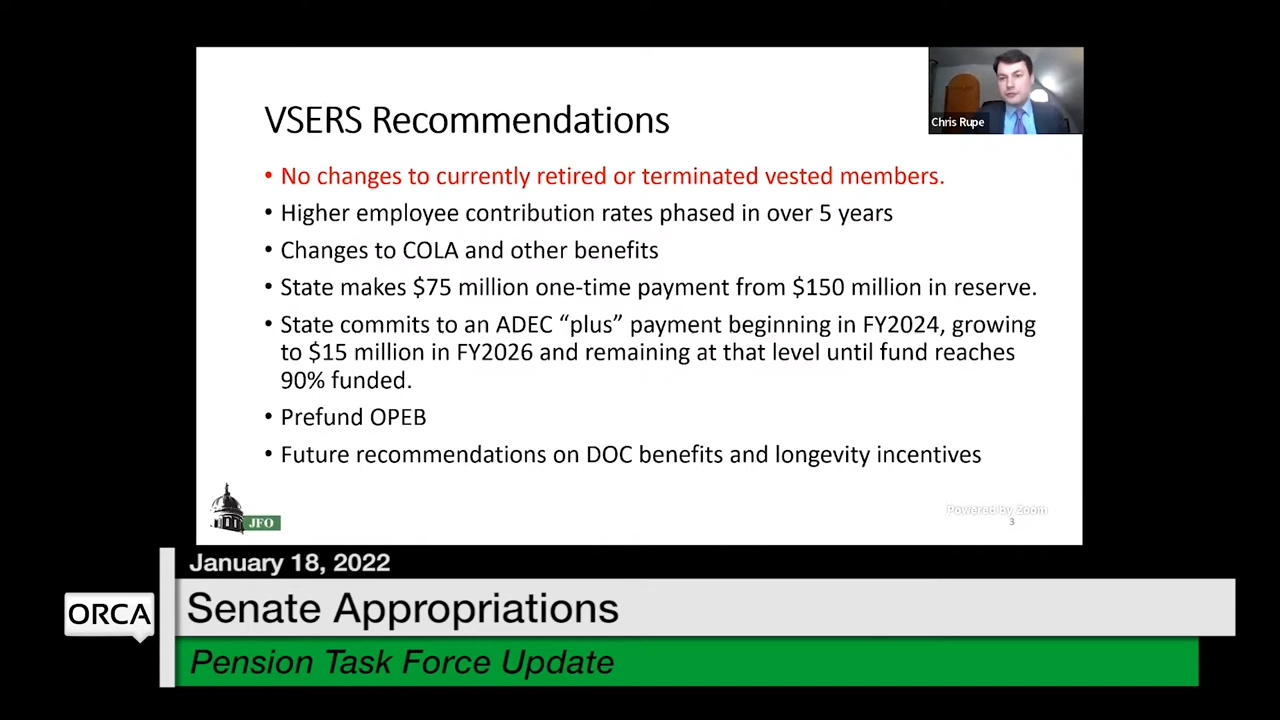 Chris Rupe
VSERS Recommendations
• No changes to currently retired or terminated vested members.
• Higher employee contribution rates phased in over 5 years
• Changes to COLA and other benefits
• State makes $75 million one-time payment from $150 million in reserve.
• State commits to an ADEC “plus” payment beginning in FY2024, growing
to $15 million in FY2026 and remaining at that level until fund reaches
90% funded.
• Prefund OPEB
• Future recommendations on DOC benefits and longevity incentives
JFO
Powered by Zoom
3
January 18, 2022
ORCA
Senate Appropriations
Pension Task Force Update